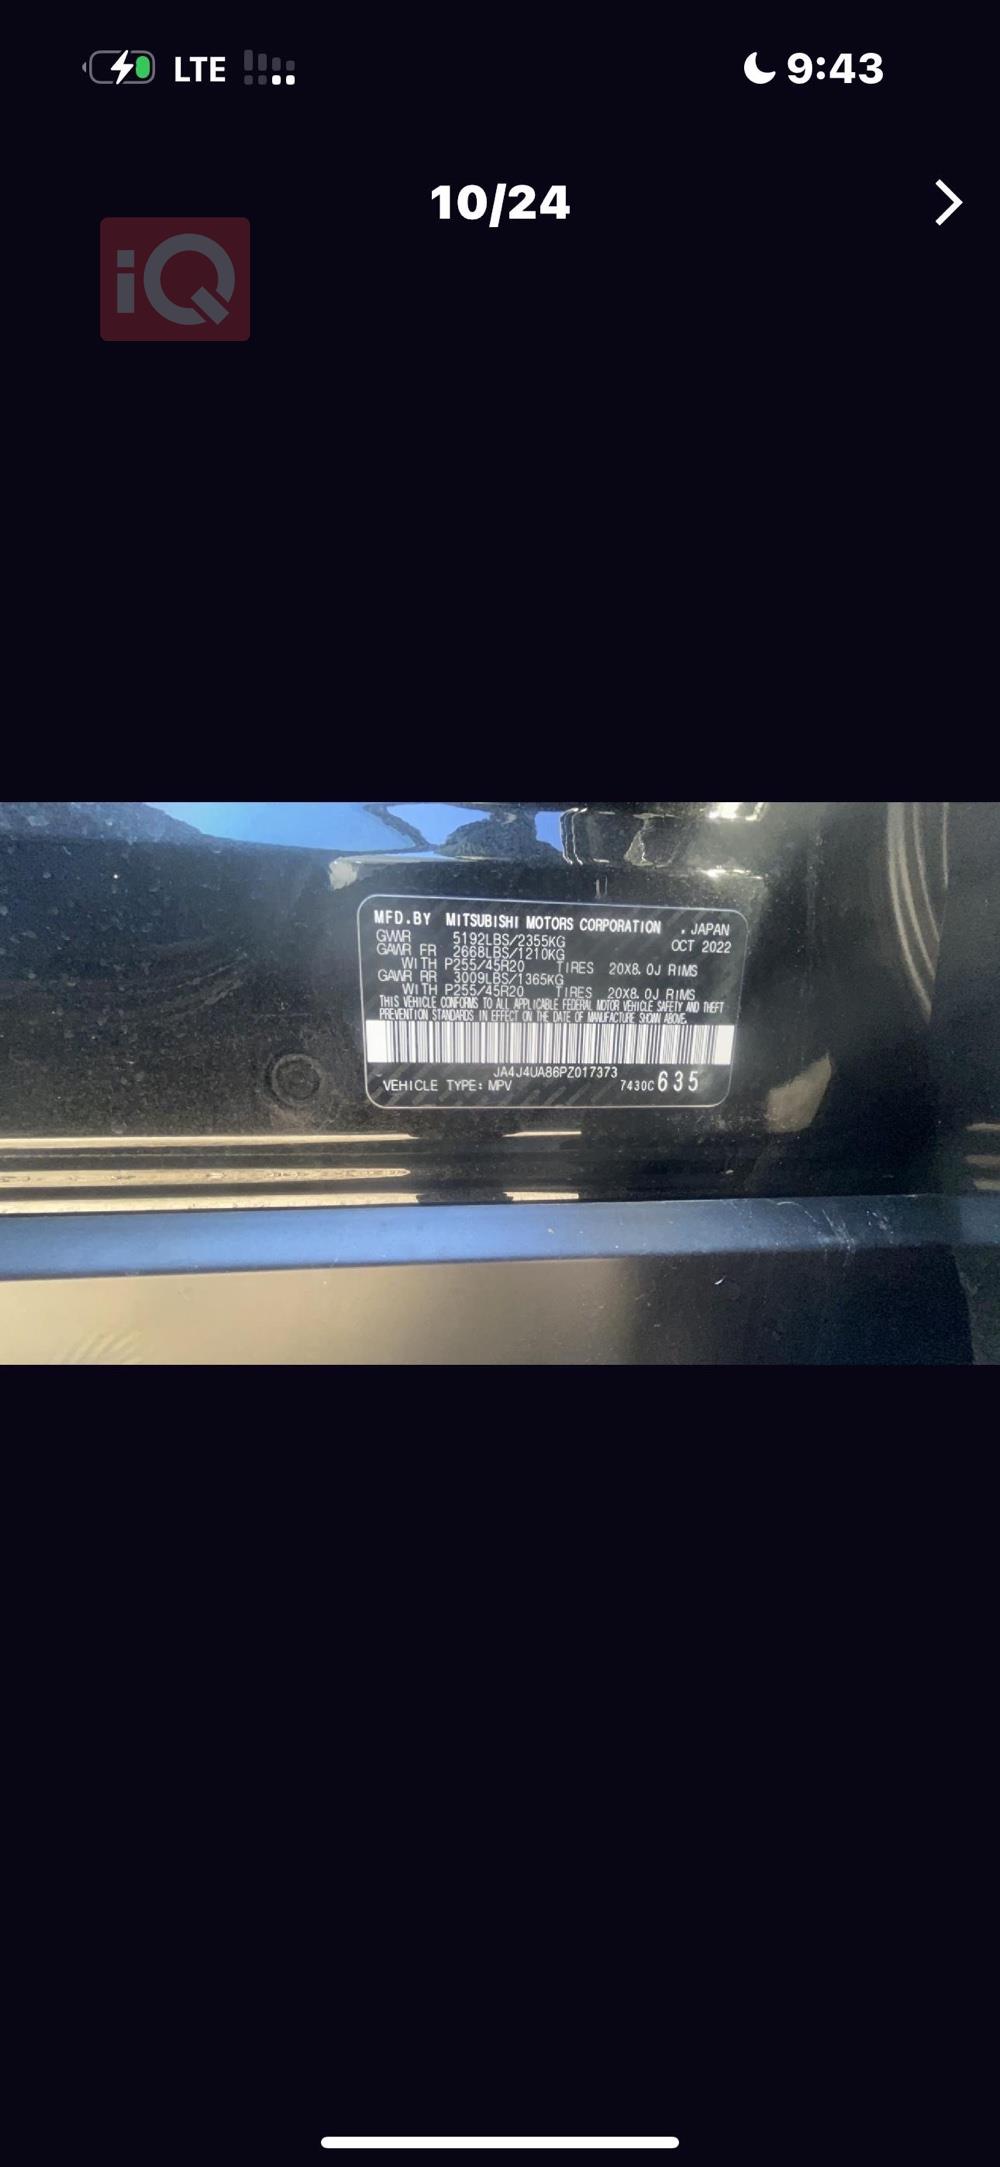 LTE
9:43
10/24
iQ
MFD.BY MITSUBISHI MOTORS CORPORATION . JAPAN
GVWR 5192LBS/2355KG OCT 2022
GAWR FR 2668LBS/1210KG
WITH P255/45R20 TIRES 20X8.0J RIMS
GAWR RR 3009LBS/1365KG
WITH P255/45R20 TIRES 20X8.0J RIMS
THIS VEHICLE CONFORMS TO ALL APPLICABLE FEDERAL MOTOR VEHICLE SAFETY AND THEFT
PREVENTION STANDARDS IN EFFECT ON THE DATE OF MANUFACTURE SHOWN ABOVE.
JA4J4UA86PZ017373
VEHICLE TYPE: MPV 7430C 635